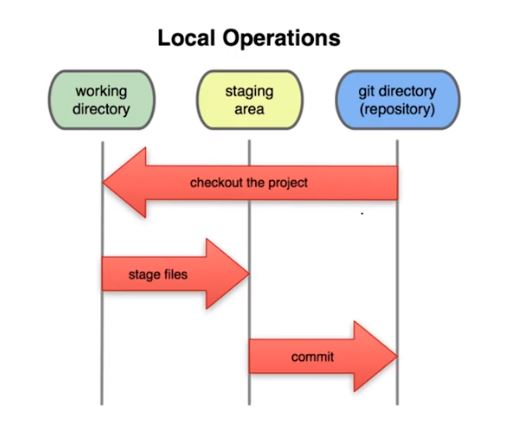 Local Operations
working
directory
staging
area
git directory
(repository)
checkout the project
stage files
commit